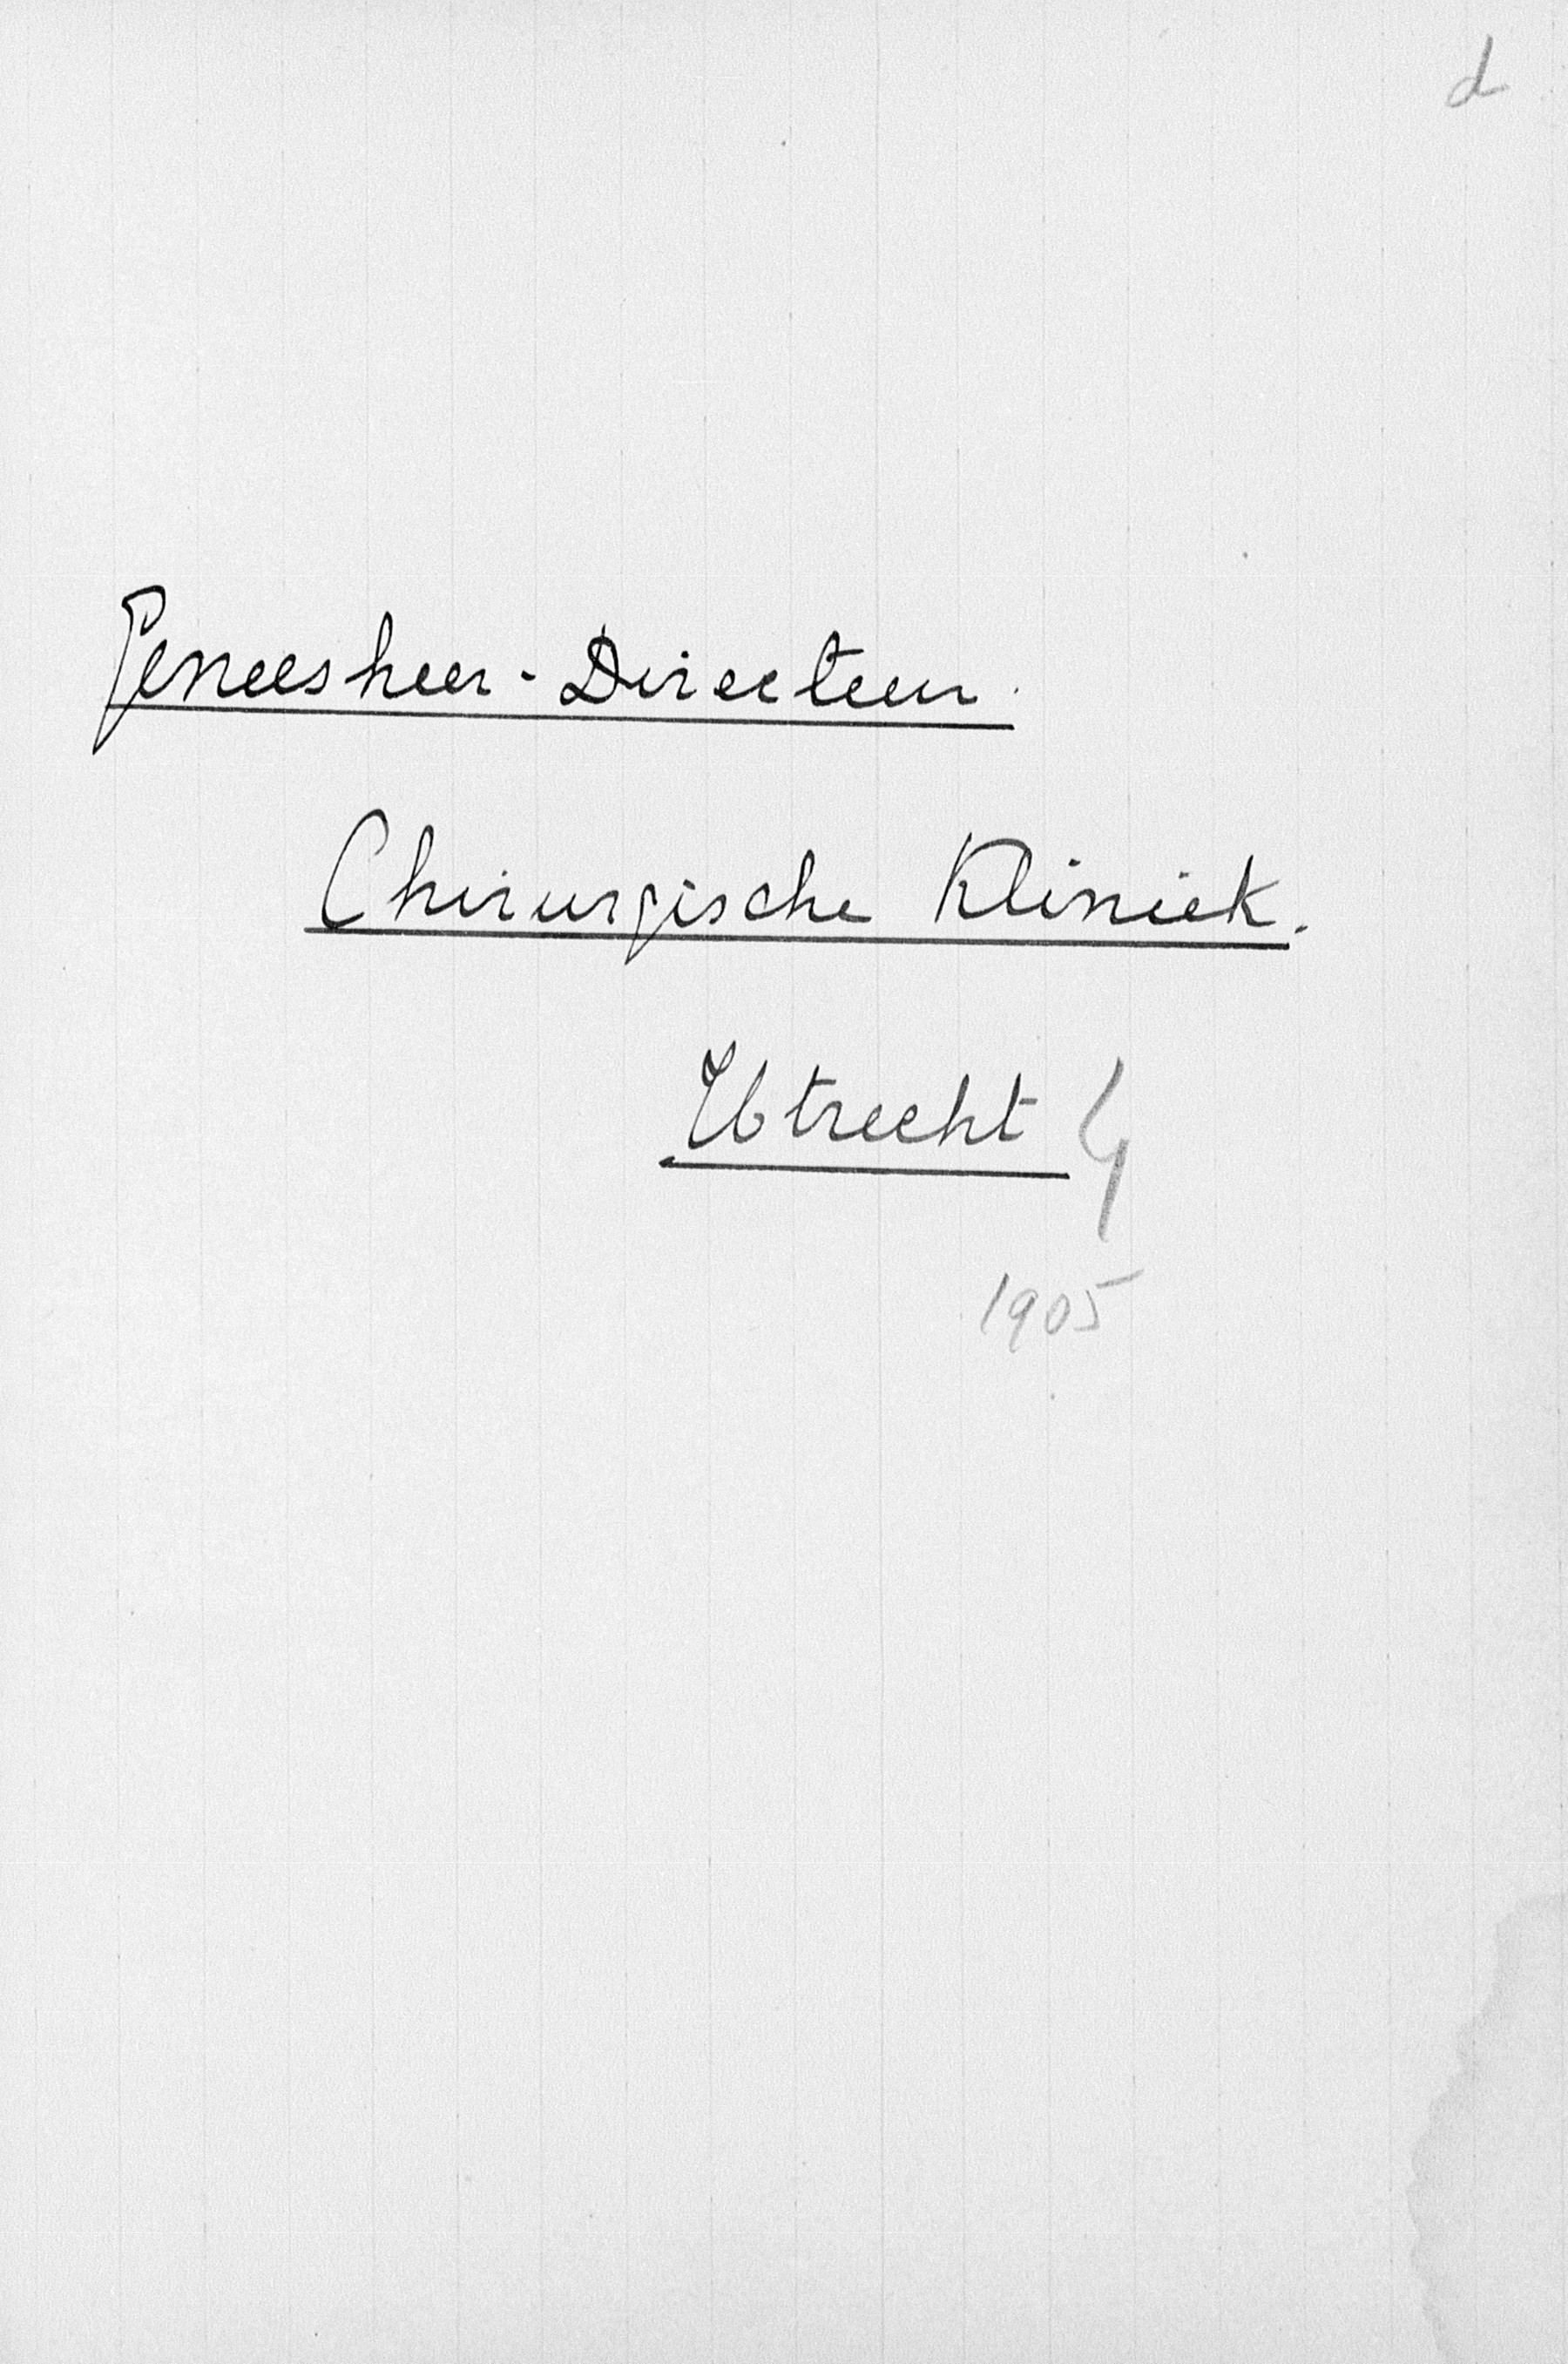 d
Geneesheer-Directeur.
Chirurgische Kliniek.
Utrecht
1905